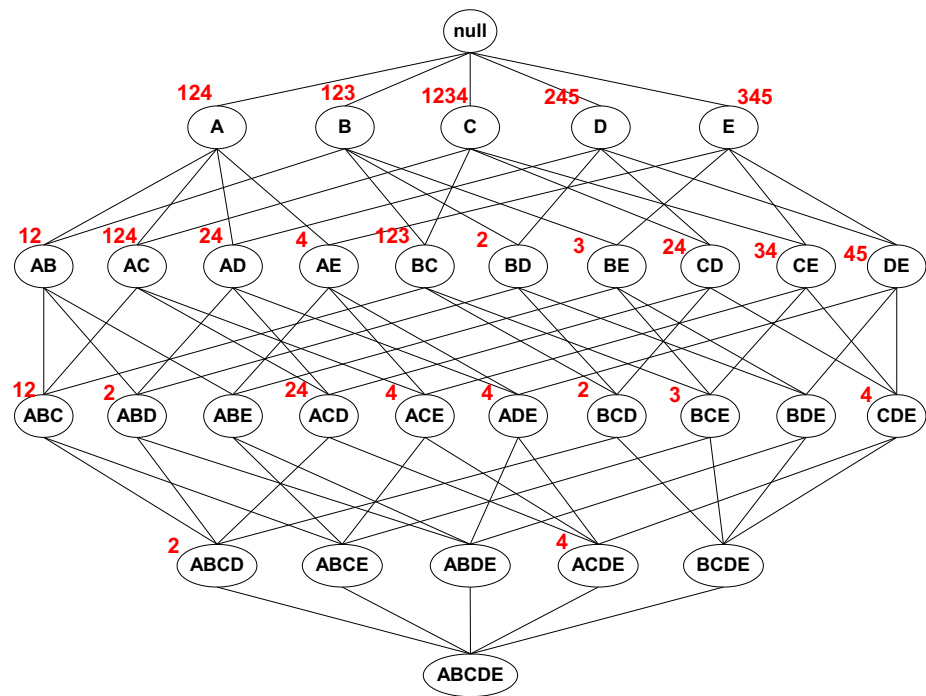 null
124 123 1234 245 345
A B C D E
12 124 24 4 123 2 3 24 34 45
AB AC AD AE BC BD BE CD CE DE
12 2 24 4 4 2 3 4
ABC ABD ABE ACD ACE ADE BCD BCE BDE CDE
2 4
ABCD ABCE ABDE ACDE BCDE
ABCDE